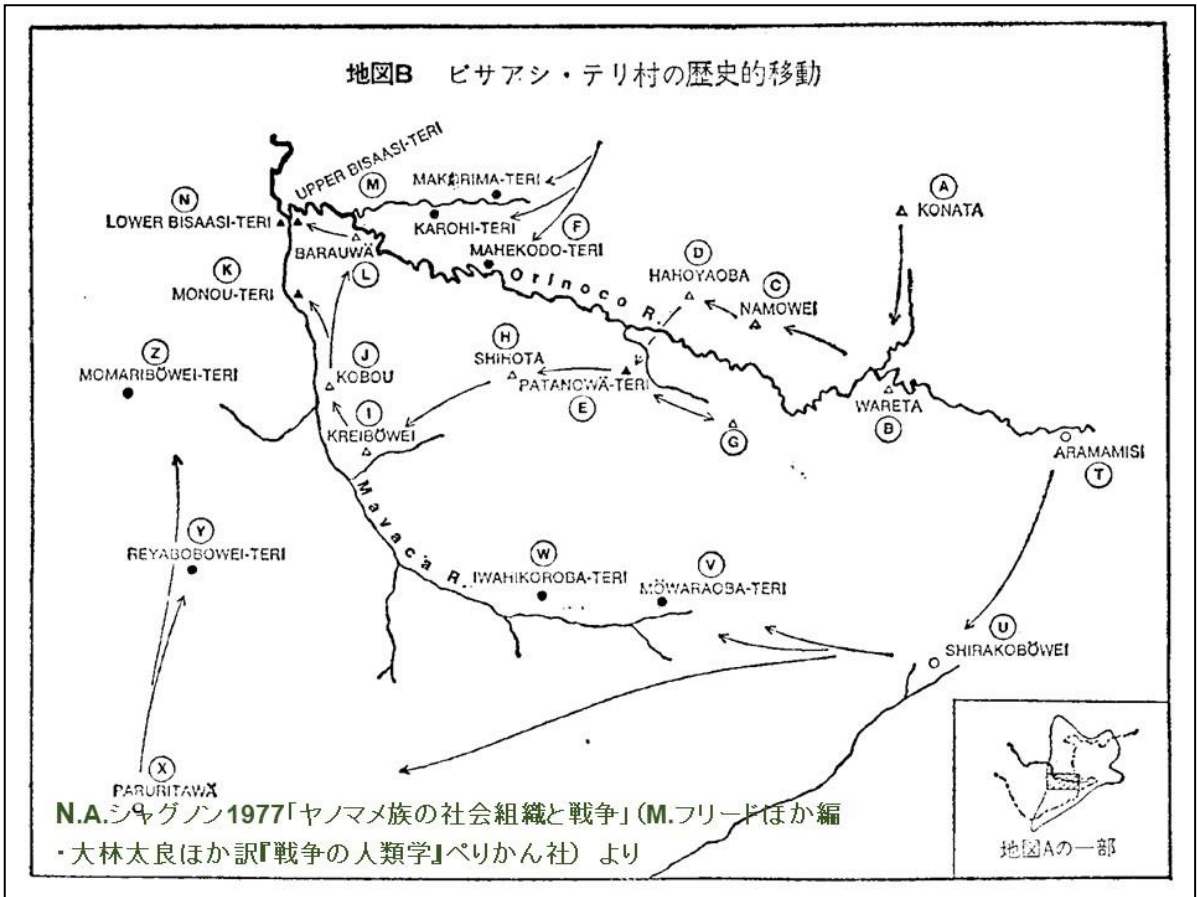 地図B ビサアシ・テリ村の歴史的移動
UPPER BISAASI-TERI
M
MAKORIMA-TERI
N
LOWER BISAASI-TERI
KAROHI-TERI
A
KONATA
F
MAHEKODO-TERI
BARAUWÄ
L
D
HAHOYAOBA
K
MONOU-TERI
Orinoco R.
C
NAMOWEI
H
SHIHOTA
Z
MOMARIBÖWEI-TERI
J
KOBOU
PATANOWÄ-TERI
E
WARETA
B
I
KREIBÖWEI
G
ARAMAMISI
T
Mavaca R.
Y
REYABOBOWEI-TERI
W
IWAHIKOROBA-TERI
V
MÖWARAOBA-TERI
U
SHIRAKOBÖWEI
X
PARURITAWÄ
N.A.シャグノン1977「ヤノマメ族の社会組織と戦争」(M.フリードほか編
・大林太良ほか訳『戦争の人類学』ぺりかん社) より
地図Aの一部